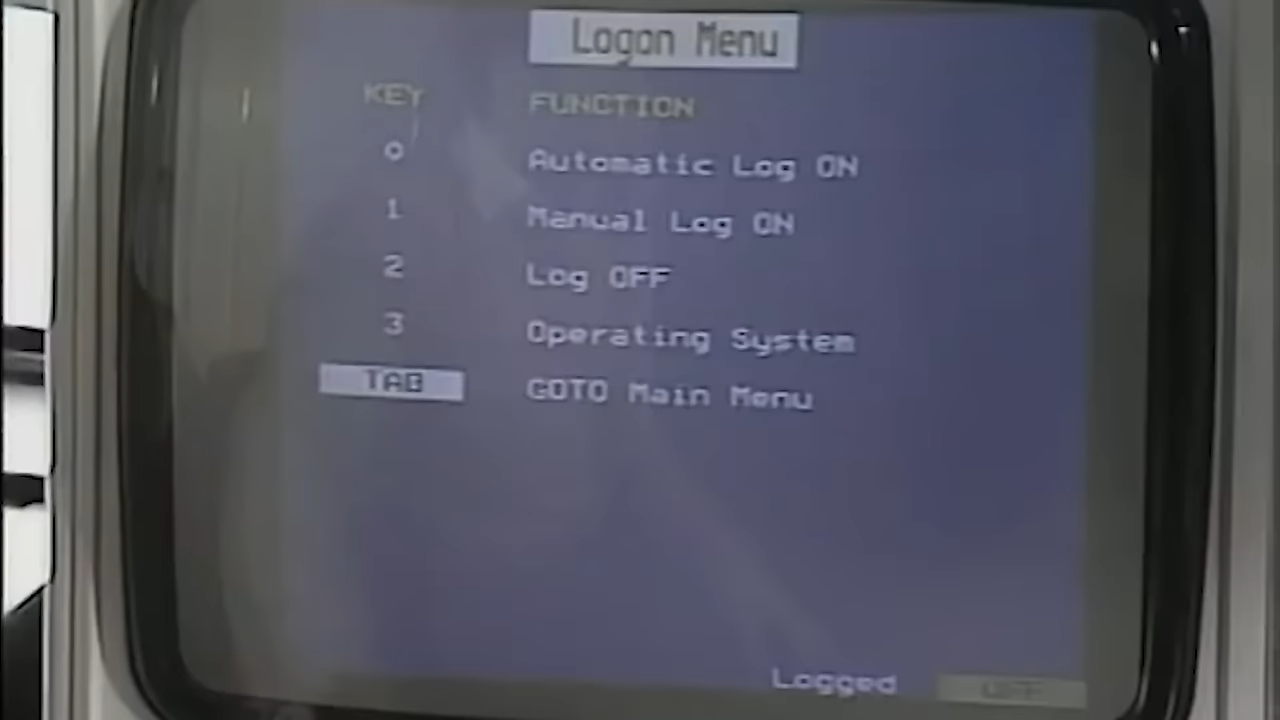 Logon Menu
KEY FUNCTION
0 Automatic Log ON
1 Manual Log ON
2 Log OFF
3 Operating System
TAB GOTO Main Menu
Logged OFF